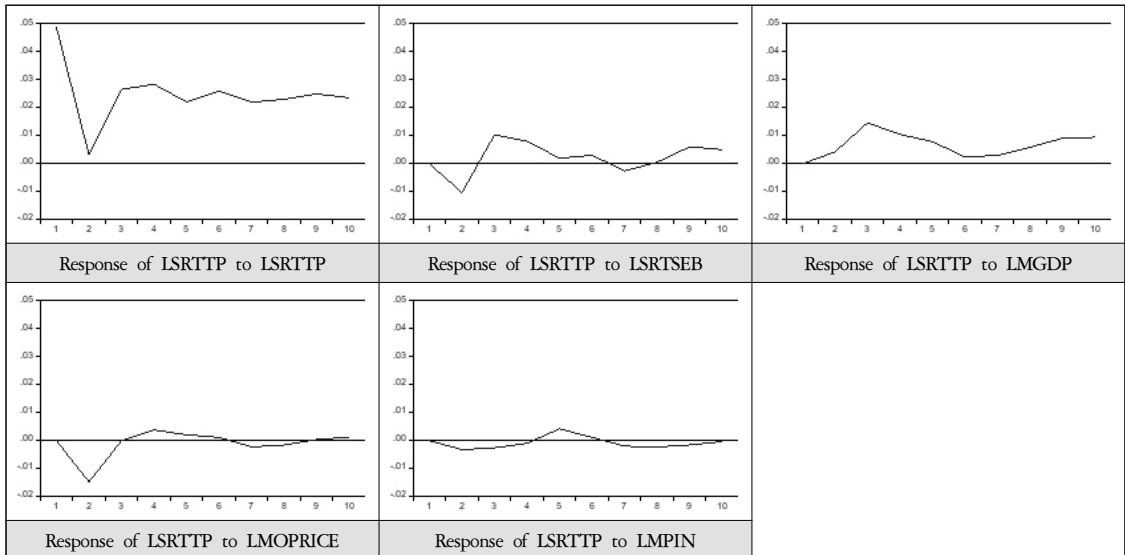 .05 .05 .05
.04 .04 .04
.03 .03 .03
.02 .02 .02
.01 .01 .01
.00 .00 .00
-.01 -.01 -.01
-.02 -.02 -.02
1 2 3 4 5 6 7 8 9 10 1 2 3 4 5 6 7 8 9 10 1 2 3 4 5 6 7 8 9 10
Response of LSRTTP to LSRTTP Response of LSRTTP to LSRTSEB Response of LSRTTP to LMGDP
.05 .05
.04 .04
.03 .03
.02 .02
.01 .01
.00 .00
-.01 -.01
-.02 -.02
1 2 3 4 5 6 7 8 9 10 1 2 3 4 5 6 7 8 9 10
Response of LSRTTP to LMOPRICE Response of LSRTTP to LMPIN